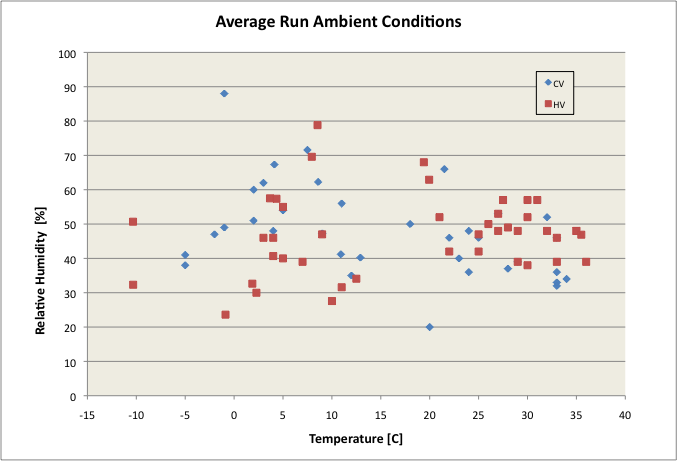 Average Run Ambient Conditions
100
90
80
70
60
50
40
30
20
10
0
Relative Humidity [%]
CV
HV
-15 -10 -5 0 5 10 15 20 25 30 35 40
Temperature [C]